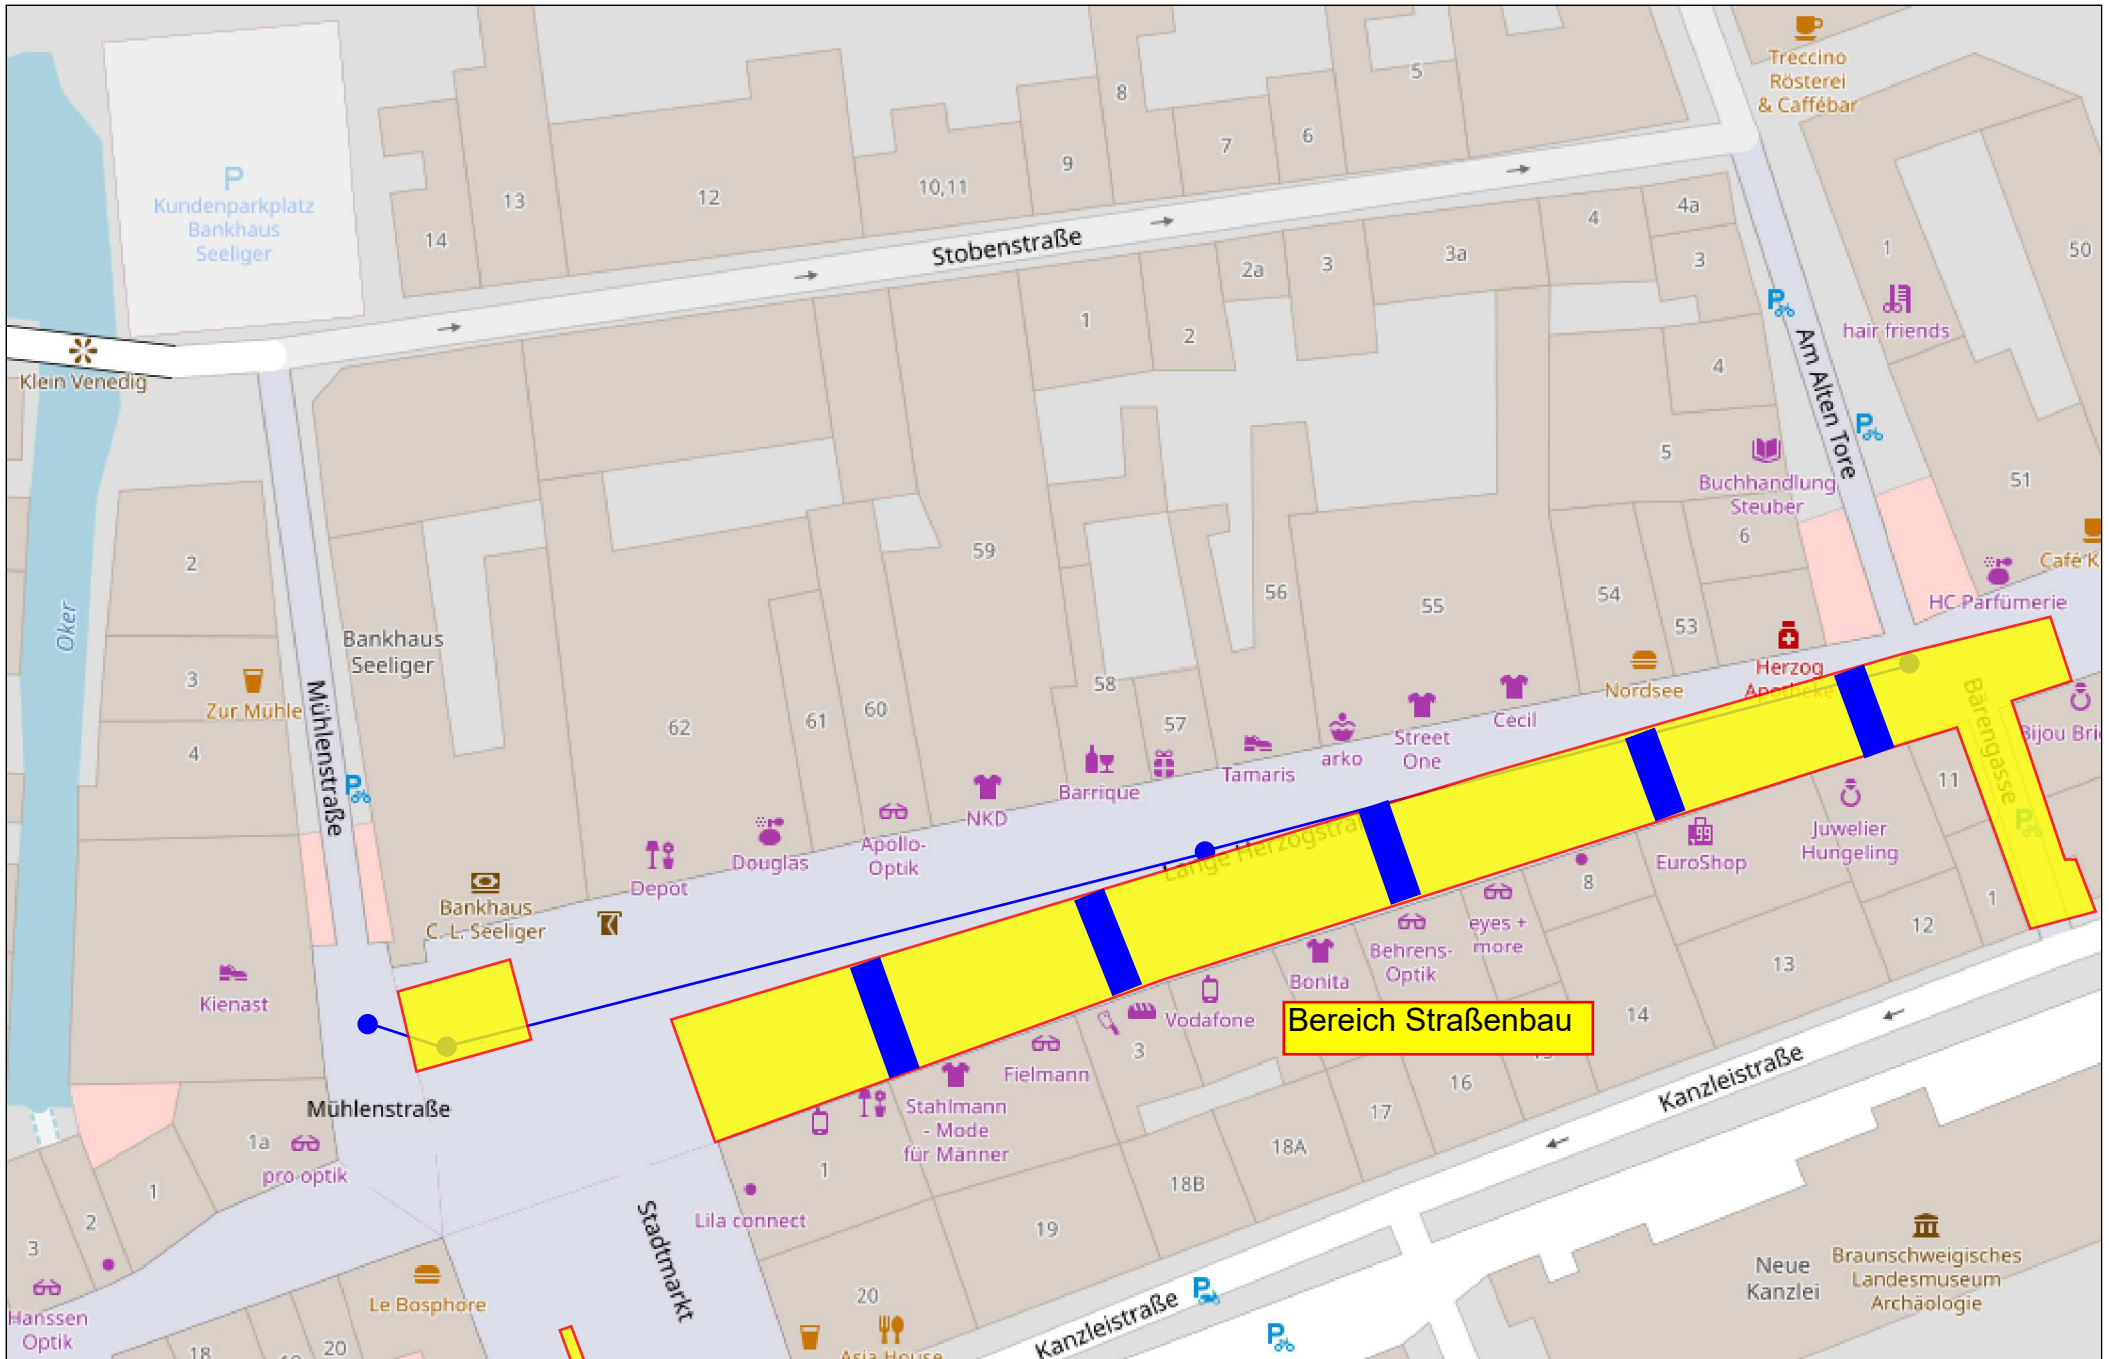 Treccino
Rösterei
& Caffébar
8
5
6
7
9
10,11
12
13
14
P
Kundenparkplatz
Bankhaus
Seeliger
Stobenstraße
4a
4
3
3a
3
2a
1
50
hair friends
1
2
Klein Venedig
P
Am Alten Tore
4
P
5
Buchhandlung
Steuber
51
6
Café K
HC Parfümerie
2
59
56
55
54
53
Oker
Bankhaus
Seeliger
Herzog
Apotheke
Nordsee
3
Zur Mühle
Mühlenstraße
58
57
60
61
62
4
P
Cecil
Street
One
arko
Tamaris
Barrique
NKD
Bärengasse
Bijou Bri
11
P
Juwelier
Hungeling
EuroShop
Apollo-
Optik
Douglas
Depot
Lange Herzogstra
8
1
12
Bankhaus
C. L. Seeliger
eyes +
more
Behrens-
Optik
Bonita
13
Kienast
Vodafone
Bereich Straßenbau
14
3
Fielmann
16
Kanzleistraße
Mühlenstraße
Stahlmann
- Mode
für Männer
17
18A
18B
1a
pro optik
1
1
2
3
Lila connect
Stadtmarkt
19
Hanssen
Optik
Le Bosphore
20
Kanzleistraße
P
P
Neue
Kanzlei
Braunschweigisches
Landesmuseum
Archäologie
18
20
Asia House